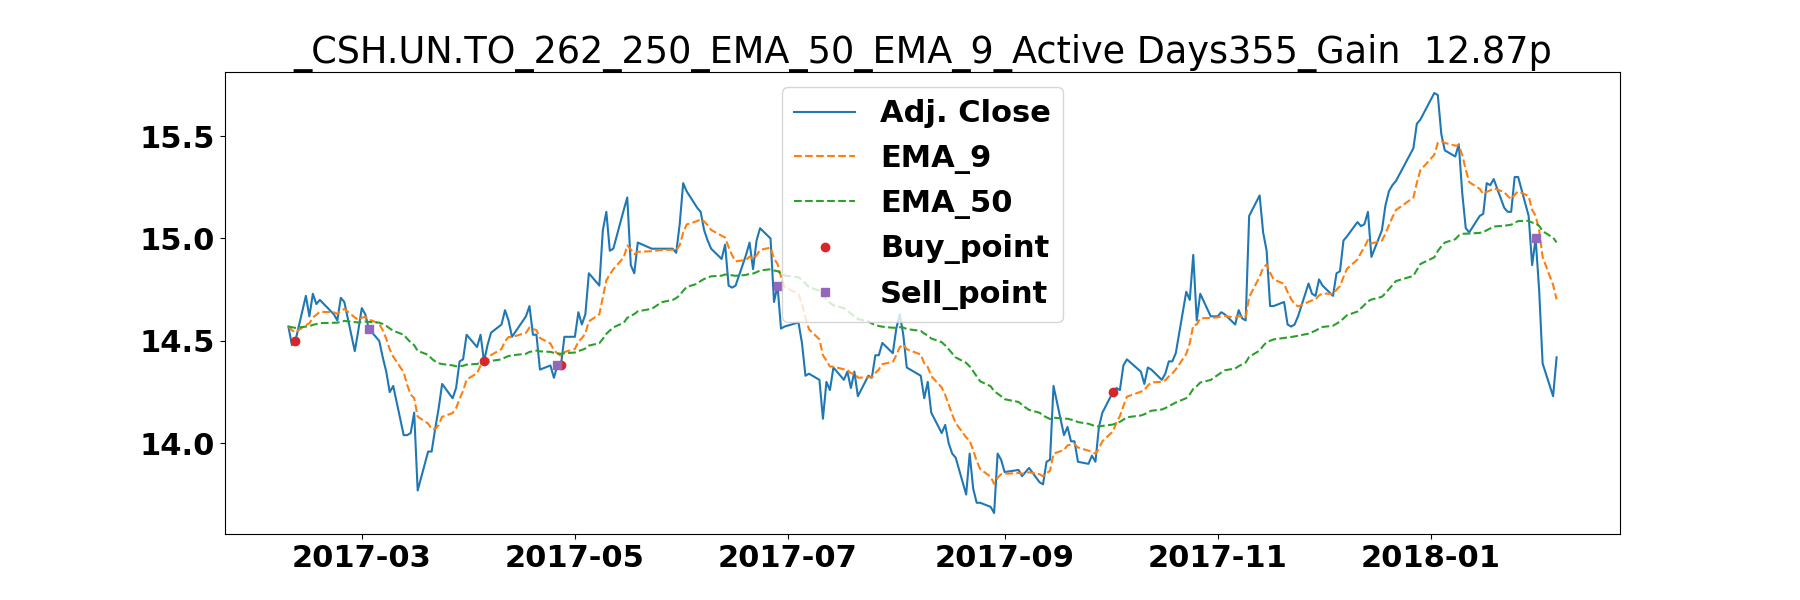 _CSH.UN.TO_262_250_EMA_50_EMA_9_Active Days355_Gain  12.87p
Adj. Close
EMA_9
EMA_50
Buy_point
Sell_point
15.5
15.0
14.5
14.0
2017-03 2017-05 2017-07 2017-09 2017-11 2018-01